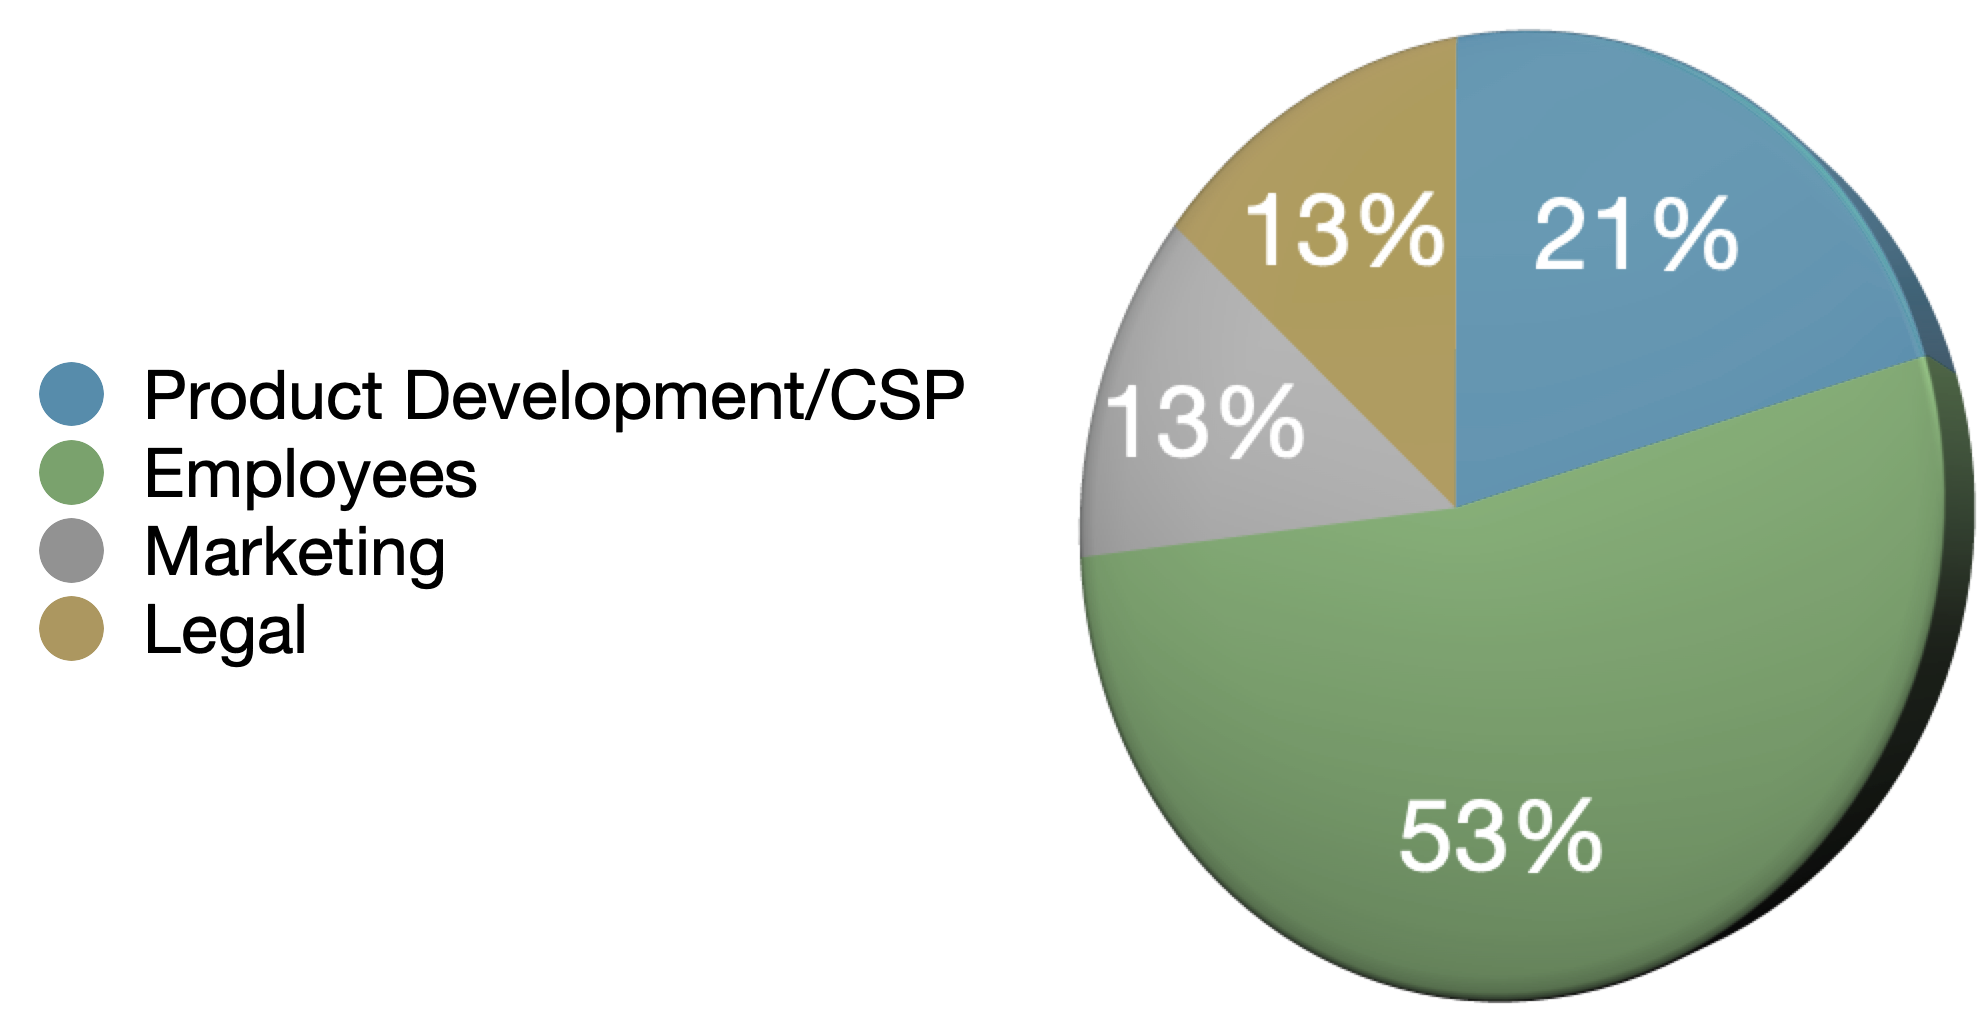 Product Development/CSP
Employees
Marketing
Legal
13%
21%
13%
53%